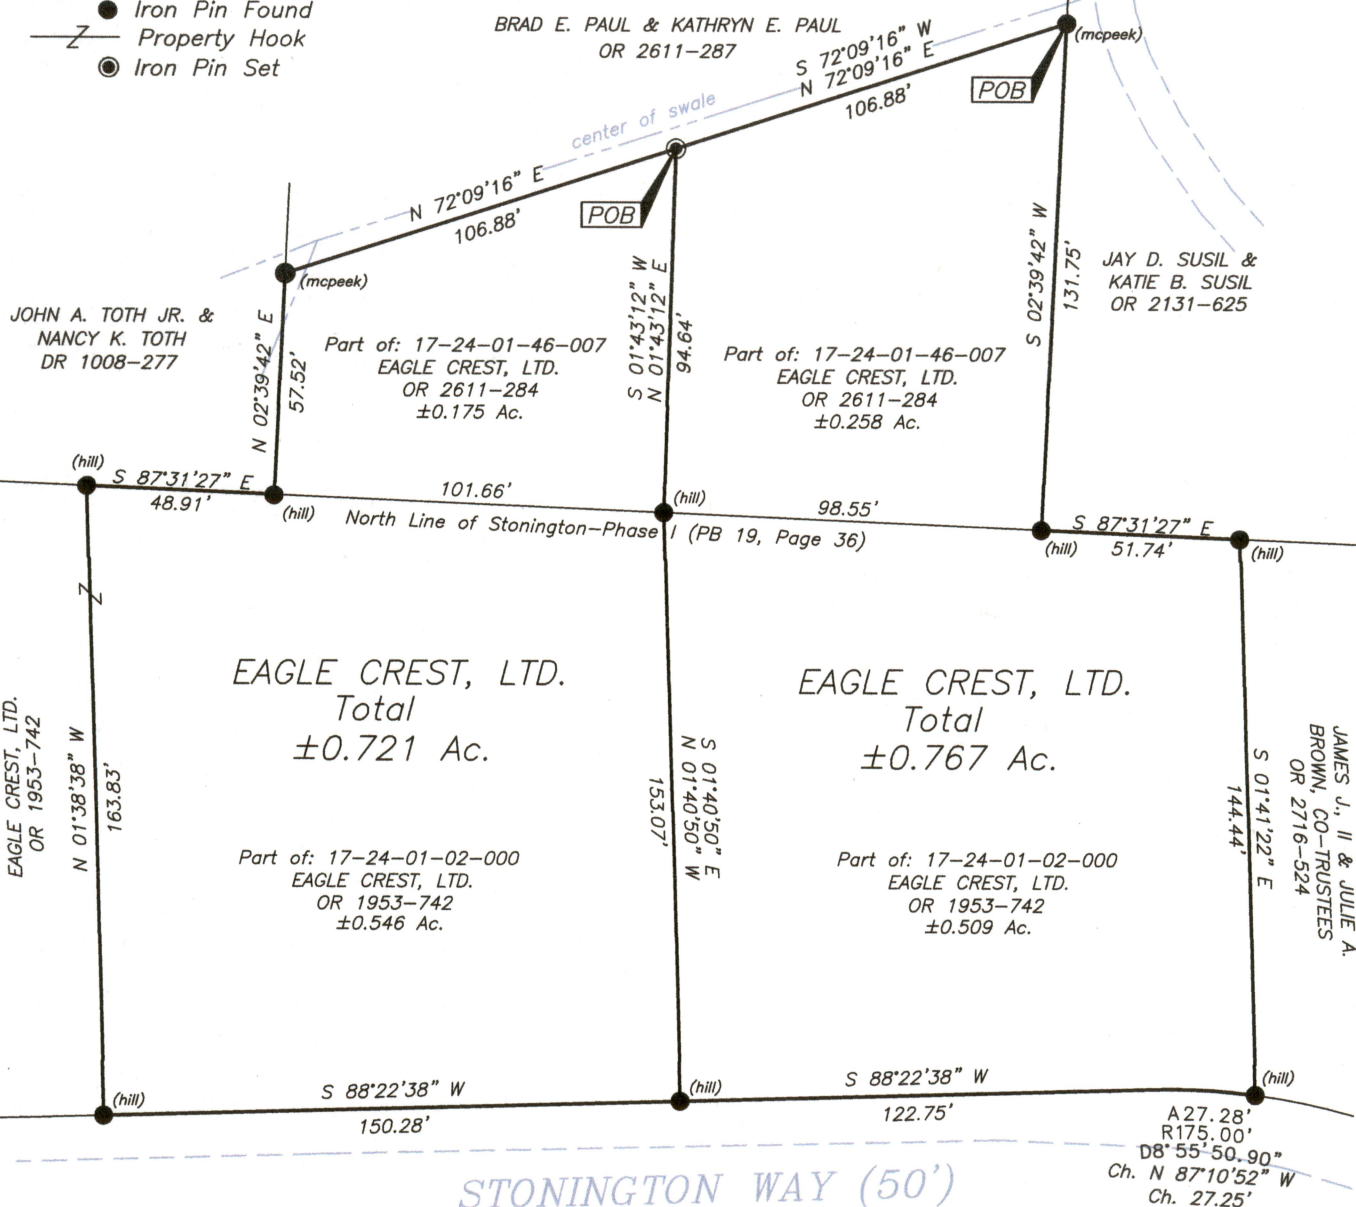 Iron Pin Found
Z Property Hook
Iron Pin Set
BRAD E. PAUL & KATHRYN E. PAUL
OR 2611-287
S 72°09'16" W
N 72°09'16" E
106.88'
(mcpeek)
POB
center of swale
N 72°09'16" E
106.88'
POB
(mcpeek)
JOHN A. TOTH JR. &
NANCY K. TOTH
DR 1008-277
N 02°39'42" E
57.52'
Part of: 17-24-01-46-007
EAGLE CREST, LTD.
OR 2611-284
±0.175 Ac.
S 01°43'12" W
N 01°43'12" E
94.64'
Part of: 17-24-01-46-007
EAGLE CREST, LTD.
OR 2611-284
±0.258 Ac.
S 02°39'42" W
131.75'
JAY D. SUSIL &
KATIE B. SUSIL
OR 2131-625
(hill)
S 87°31'27" E
48.91'
(hill)
101.66'
(hill)
98.55'
North Line of Stonington-Phase I (PB 19, Page 36)
S 87°31'27" E
51.74'
(hill)
(hill)
Z
EAGLE CREST, LTD.
Total
±0.721 Ac.
EAGLE CREST, LTD.
Total
±0.767 Ac.
EAGLE CREST, LTD.
OR 1953-742
N 01°38'38" W
163.83'
153.07'
N 01°40'50" W
S 01°40'50" E
144.44'
S 01°41'22" E
JAMES J., II & JULIE A.
BROWN, CO-TRUSTEES
OR 2716-524
Part of: 17-24-01-02-000
EAGLE CREST, LTD.
OR 1953-742
±0.546 Ac.
Part of: 17-24-01-02-000
EAGLE CREST, LTD.
OR 1953-742
±0.509 Ac.
(hill)
S 88°22'38" W
150.28'
(hill)
S 88°22'38" W
122.75'
(hill)
A27.28'
R175.00'
D8°55'50.90"
Ch. N 87°10'52" W
Ch. 27.25'
STONINGTON WAY (50')